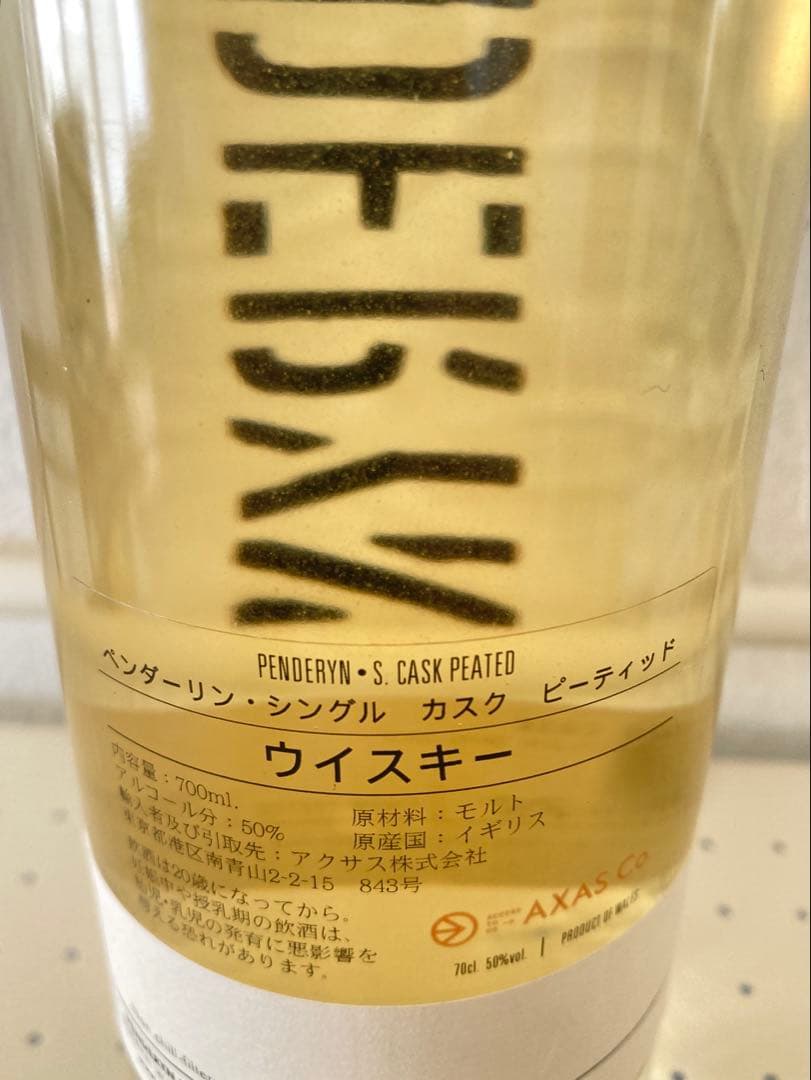 DERYN
PENDERYN • S. CASK PEATED
ペンダーリン・シングル カスク ピーティッド
ウイスキー
内容量:700ml.
アルコール分:50% 原材料:モルト
輸入者及び引取先:アクサス株式会社 原産国:イギリス
東京都港区南青山2-2-15 843号
飲酒は20歳になってから。
妊娠中や授乳期の飲酒は、
胎児・乳児の発育に悪影響を
与える恐れがあります。
AXAS Co
70cl. 50%vol. | PRODUCT OF WALES